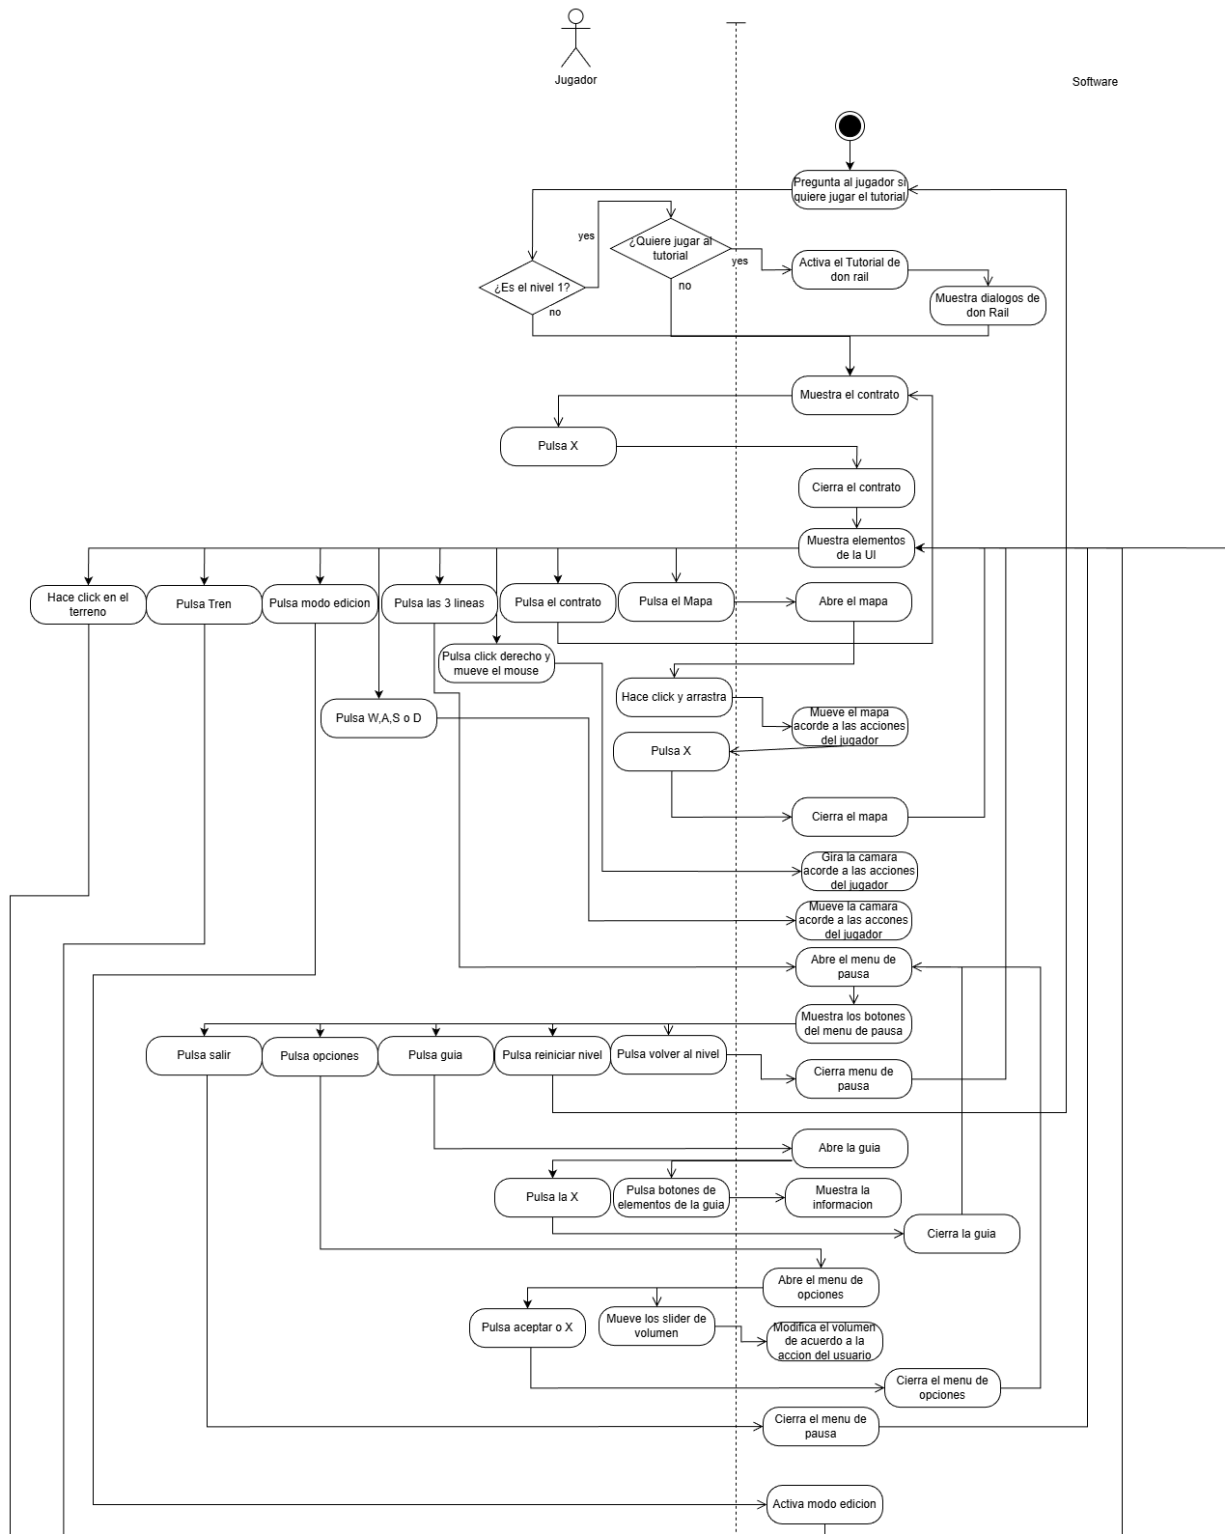 Jugador
Software
Pregunta al jugador si
quiere jugar el tutorial
yes
¿Quiere jugar al
tutorial
yes
Activa el Tutorial de
don rail
¿Es el nivel 1?
no
no
Muestra dialogos de
don Rail
Muestra el contrato
Pulsa X
Cierra el contrato
Muestra elementos
de la UI
Hace click en el
terreno
Pulsa Tren
Pulsa modo edicion
Pulsa las 3 lineas
Pulsa el contrato
Pulsa el Mapa
Abre el mapa
Pulsa click derecho y
mueve el mouse
Hace click y arrastra
Pulsa W,A,S o D
Mueve el mapa
acorde a las acciones
del jugador
Pulsa X
Cierra el mapa
Gira la camara
acorde a las acciones
del jugador
Mueve la camara
acorde a las accones
del jugador
Abre el menu de
pausa
Muestra los botones
del menu de pausa
Pulsa salir
Pulsa opciones
Pulsa guia
Pulsa reiniciar nivel
Pulsa volver al nivel
Cierra menu de
pausa
Abre la guia
Pulsa la X
Pulsa botones de
elementos de la guia
Muestra la
informacion
Cierra la guia
Abre el menu de
opciones
Pulsa aceptar o X
Mueve los slider de
volumen
Modifica el volumen
de acuerdo a la
accion del usuario
Cierra el menu de
opciones
Cierra el menu de
pausa
Activa modo edicion